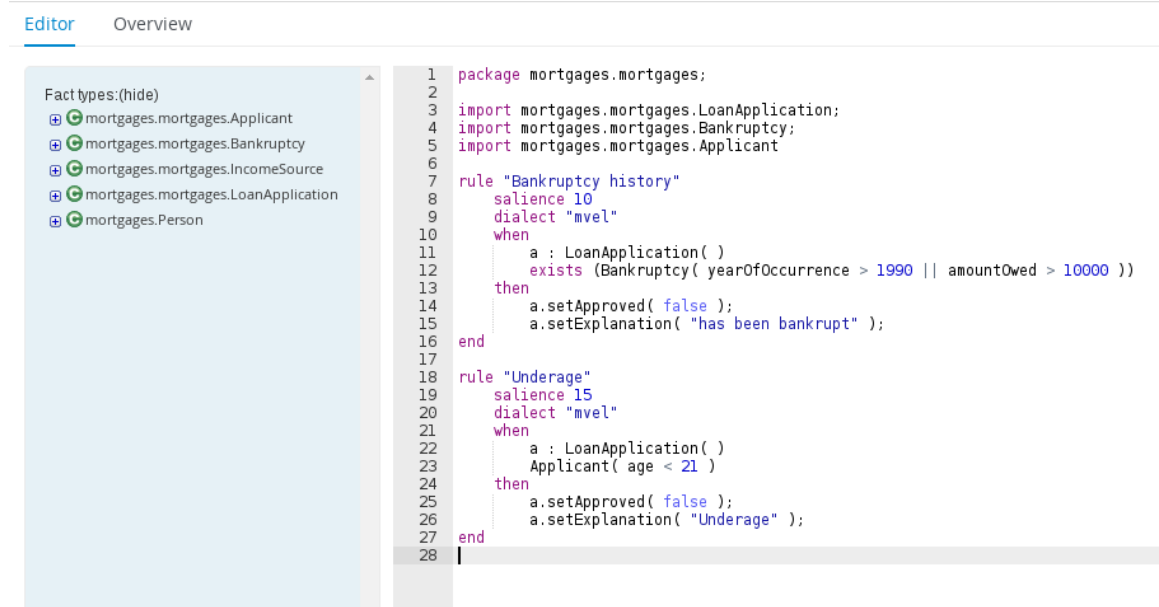 Editor Overview
Fact types:(hide)
mortgages.mortgages.Applicant
mortgages.mortgages.Bankruptcy
mortgages.mortgages.IncomeSource
mortgages.mortgages.LoanApplication
mortgages.Person
1 package mortgages.mortgages;
2
3 import mortgages.mortgages.LoanApplication;
4 import mortgages.mortgages.Bankruptcy;
5 import mortgages.mortgages.Applicant
6
7 rule "Bankruptcy history"
8     salience 10
9     dialect "mvel"
10     when
11         a : LoanApplication( )
12         exists (Bankruptcy( yearOfOccurrence > 1990 || amountOwed > 10000 ))
13     then
14         a.setApproved( false );
15         a.setExplanation( "has been bankrupt" );
16 end
17
18 rule "Underage"
19     salience 15
20     dialect "mvel"
21     when
22         a : LoanApplication( )
23         Applicant( age < 21 )
24     then
25         a.setApproved( false );
26         a.setExplanation( "Underage" );
27 end
28